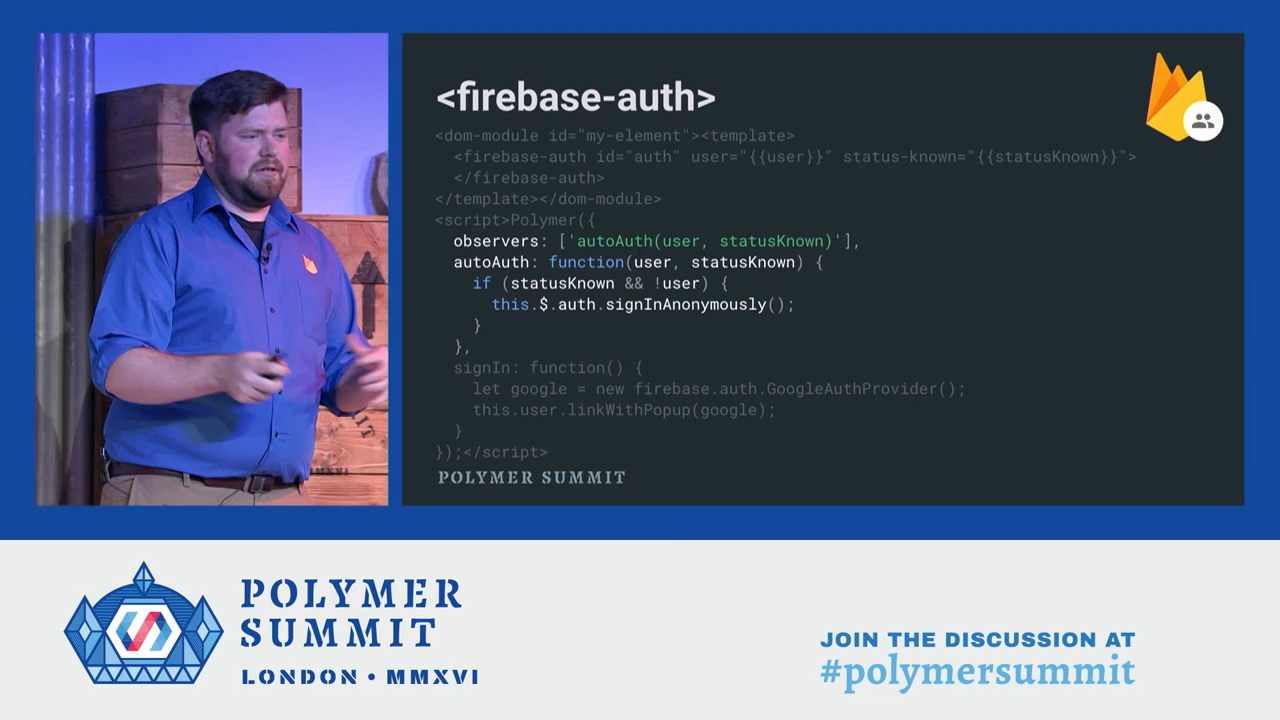 <firebase-auth>
<dom-module id="my-element"><template>
  <firebase-auth id="auth" user="{{user}}" status-known="{{statusKnown}}">
  </firebase-auth>
</template></dom-module>
<script>Polymer({
  observers: ['autoAuth(user, statusKnown)'],
  autoAuth: function(user, statusKnown) {
    if (statusKnown && !user) {
      this.$.auth.signInAnonymously();
    }
  },
  signIn: function() {
    let google = new firebase.auth.GoogleAuthProvider();
    this.user.linkWithPopup(google);
  }
});</script>
POLYMER SUMMIT
POLYMER
SUMMIT
LONDON • MMXVI
JOIN THE DISCUSSION AT
#polymersummit